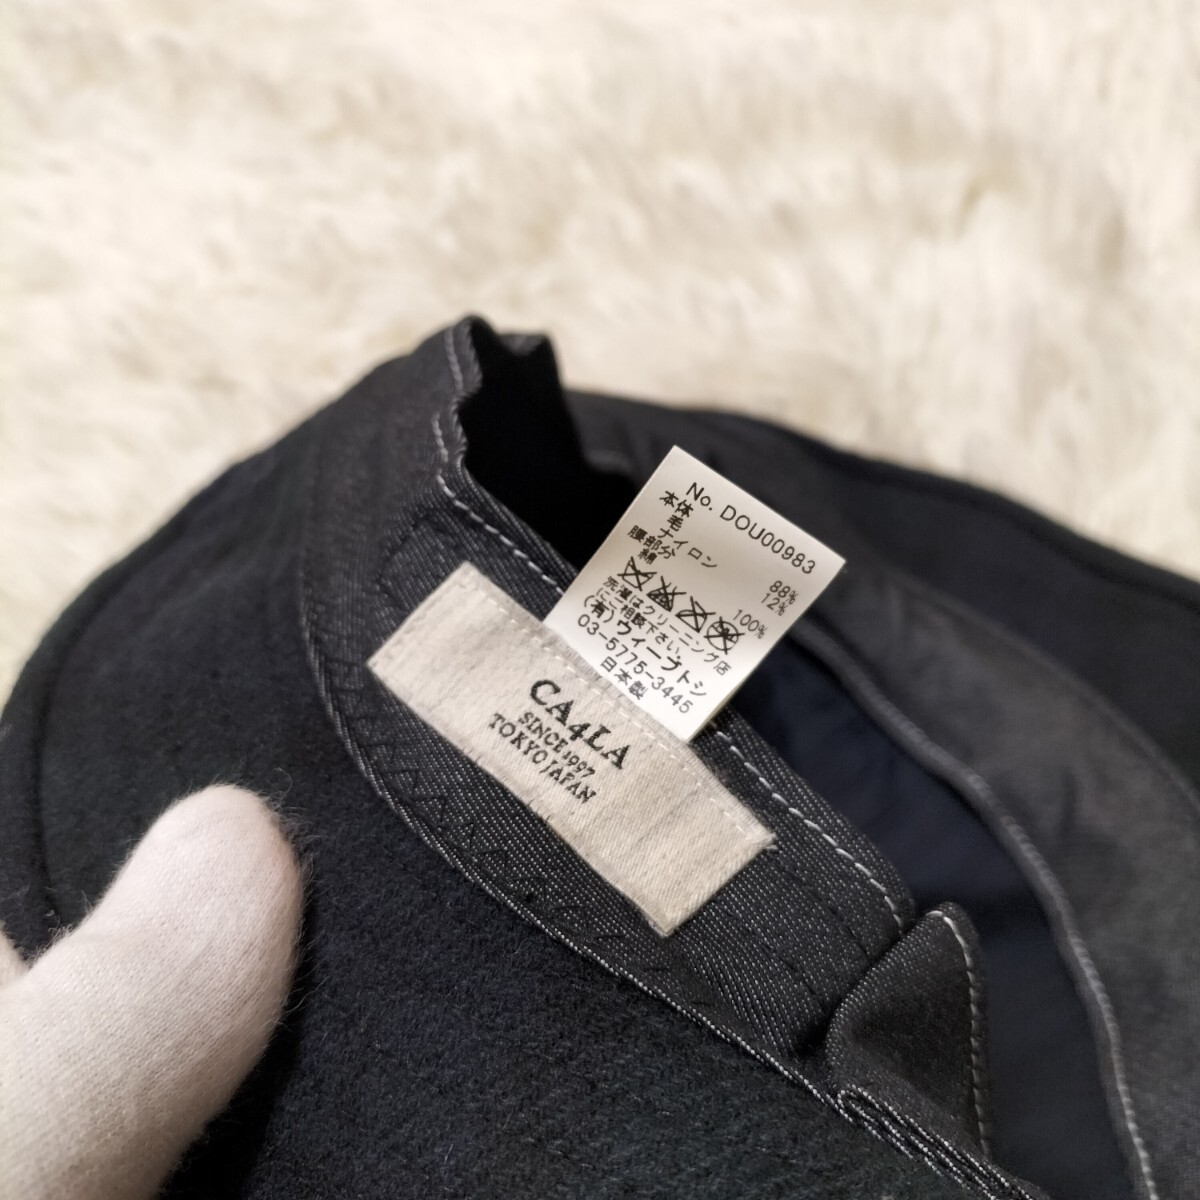 No. DOU00983
本体
毛 88%
ナイロン 12%
腰部分
綿 100%
洗濯はクリーニング店
にご相談下さい。
(有)ウィーブトシ
03-5775-3445
日本製
CA4LA
SINCE 1997
TOKYO JAPAN